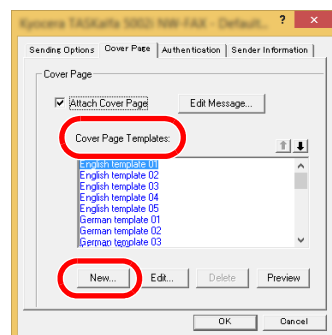 Kyocera TASKalfa 5002i NW-FAX - Default... ? ×
Sending Options Cover Page Authentication Sender Information
Cover Page
Attach Cover Page Edit Message...
Cover Page Templates:
English template 01
English template 02
English template 03
English template 04
English template 05
German template 01
German template 02
German template 03
New... Edit... Delete Preview
OK Cancel